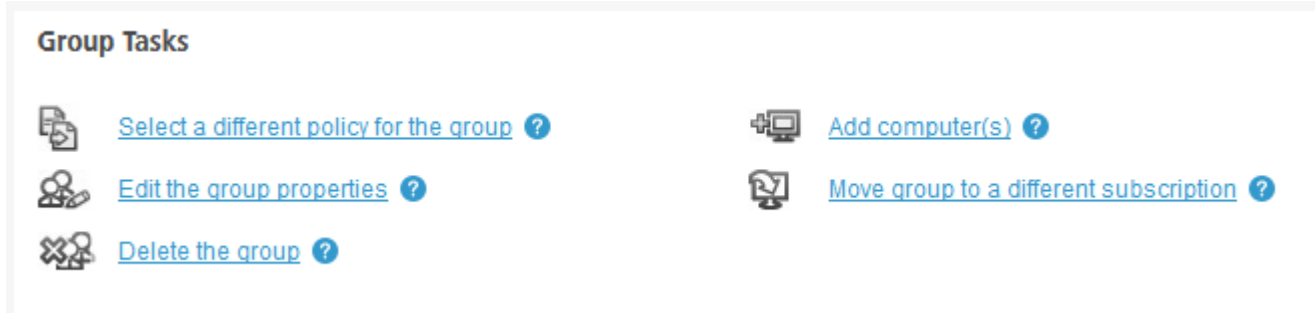 Group Tasks
Select a different policy for the group ?
Add computer(s) ?
Edit the group properties ?
Move group to a different subscription ?
Delete the group ?